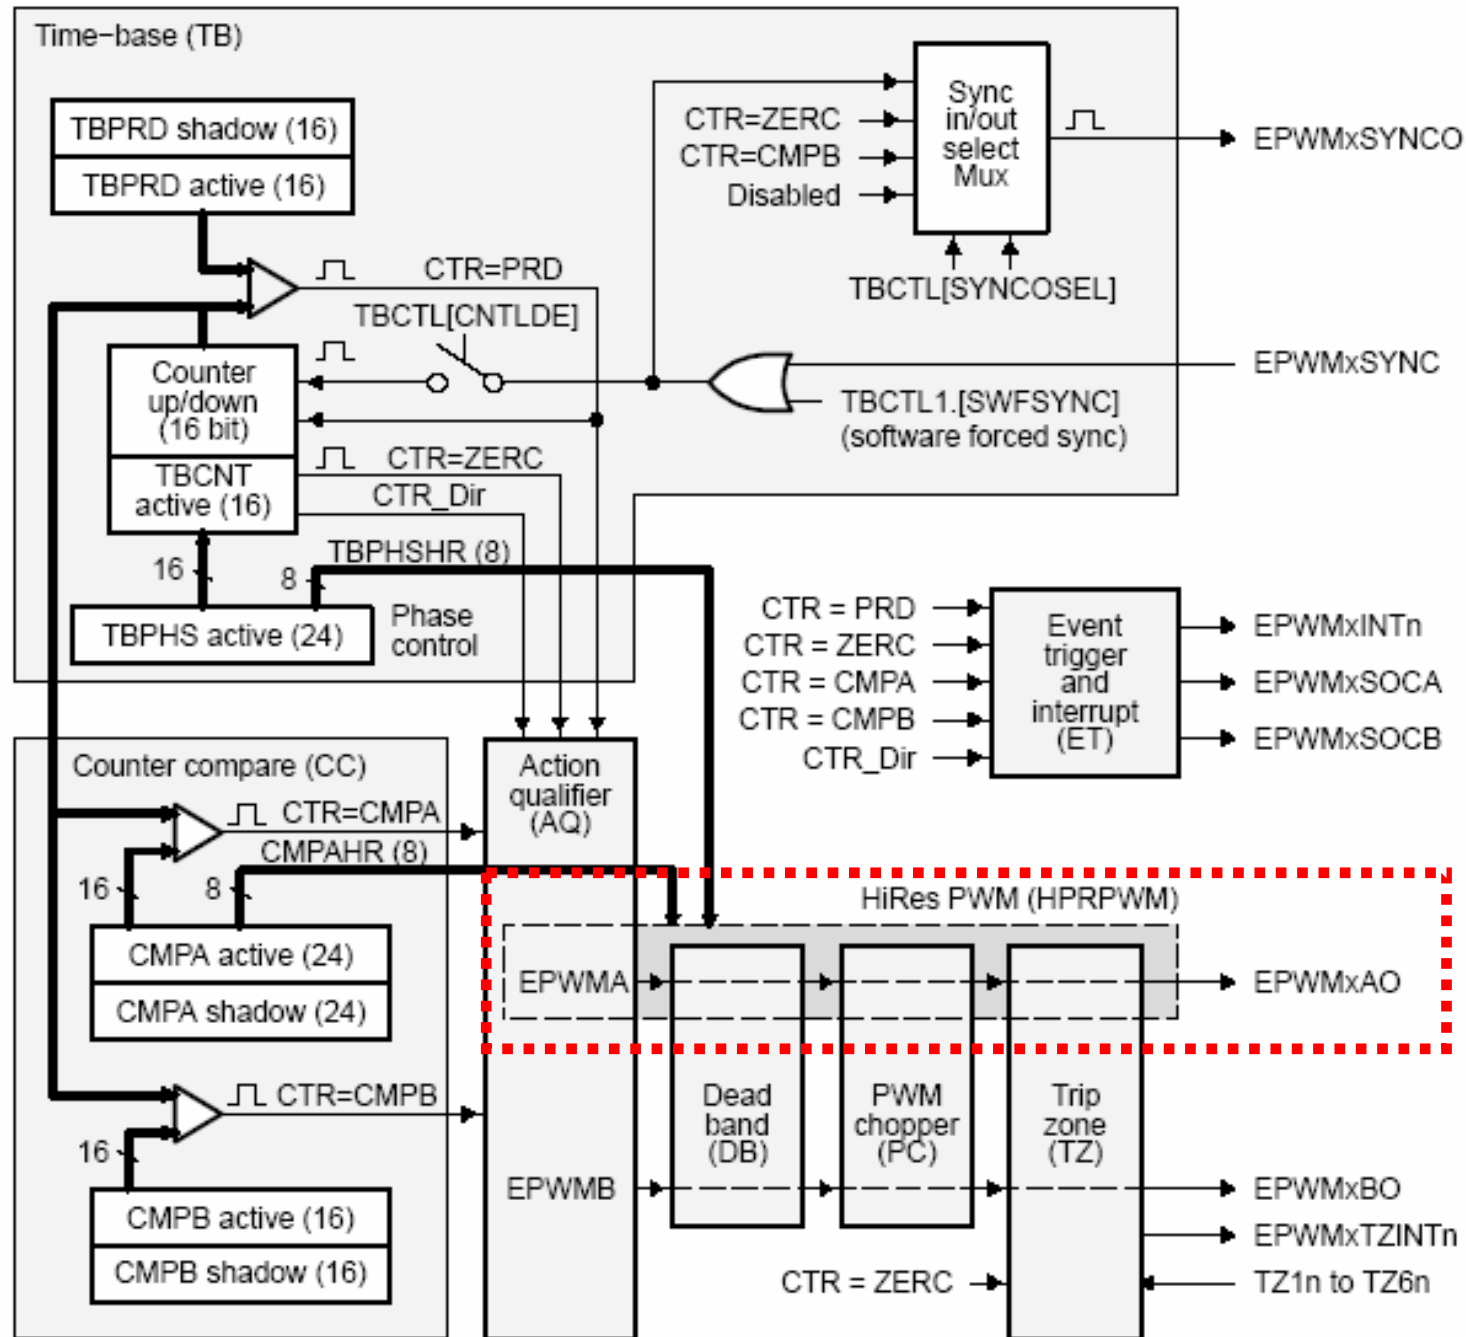 Time-base (TB)
TBPRD shadow (16)
TBPRD active (16)
CTR=PRD
TBCTL[CNTLDE]
Counter
up/down
(16 bit)
TBCNT
active (16)
CTR=ZERC
CTR_Dir
16
8
TBPHSHR (8)
TBPHS active (24)
Phase
control
CTR=ZERC
CTR=CMPB
Disabled
Sync
in/out
select
Mux
TBCTL[SYNCOSEL]
EPWMxSYNCO
EPWMxSYNC
TBCTL1.[SWFSYNC]
(software forced sync)
CTR = PRD
CTR = ZERC
CTR = CMPA
CTR = CMPB
CTR_Dir
Event
trigger
and
interrupt
(ET)
EPWMxINTn
EPWMxSOCA
EPWMxSOCB
Counter compare (CC)
CTR=CMPA
CMPAHR (8)
16
8
CMPA active (24)
CMPA shadow (24)
CTR=CMPB
16
CMPB active (16)
CMPB shadow (16)
Action
qualifier
(AQ)
HiRes PWM (HPRPWM)
EPWMA
EPWMxAO
Dead
band
(DB)
PWM
chopper
(PC)
Trip
zone
(TZ)
EPWMB
EPWMxBO
EPWMxTZINTn
CTR = ZERC
TZ1n to TZ6n